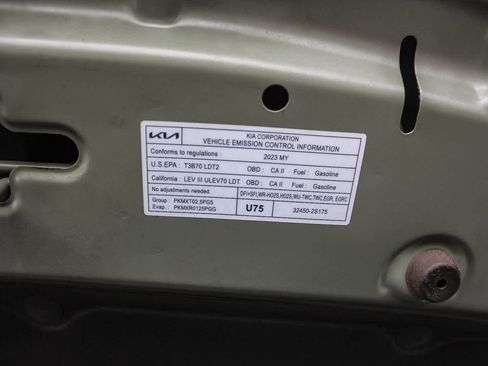 KIA
KIA CORPORATION
VEHICLE EMISSION CONTROL INFORMATION
Conforms to regulations : 2023 MY
U.S.EPA : T3B70 LDT2 OBD : CA II Fuel : Gasoline
California : LEV III ULEV70 LDT OBD : CA II Fuel : Gasoline
No adjustments needed. DFI+SFI,WR-HO2S,HO2S,WU-TWC,TWC,EGR, EGRC
Group : PKMXT02.5PG5 U75 32450-2S175
Evap. : PKMXR0125PGG